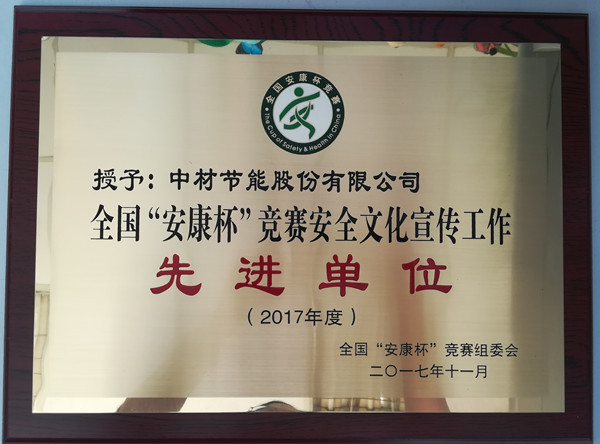 全国安康杯竞赛
the Cup of Safety & Health in China
授予：中材节能股份有限公司
全国“安康杯”竞赛安全文化宣传工作
先进单位
（2017年度）
全国“安康杯”竞赛组委会
二〇一七年十一月